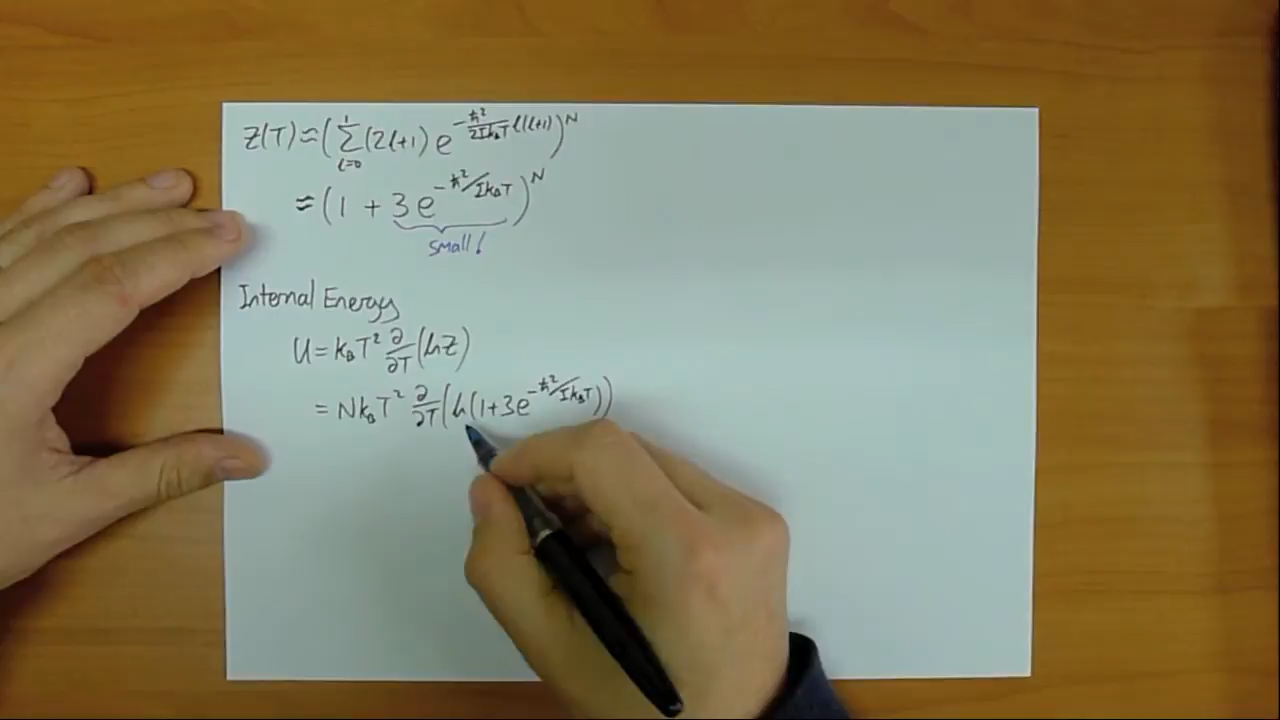 Z(T) ≈ ( Σ_{l=0}^{1} (2l+1) e^{-ħ²/2Ik_BT l(l+1)} )^N
≈ ( 1 + 3e^{-ħ²/Ik_BT} )^N
small!
Internal Energy
U = k_B T² ∂/∂T (ln Z)
= N k_B T² ∂/∂T ( ln ( 1+3e^{-ħ²/Ik_BT} ) )